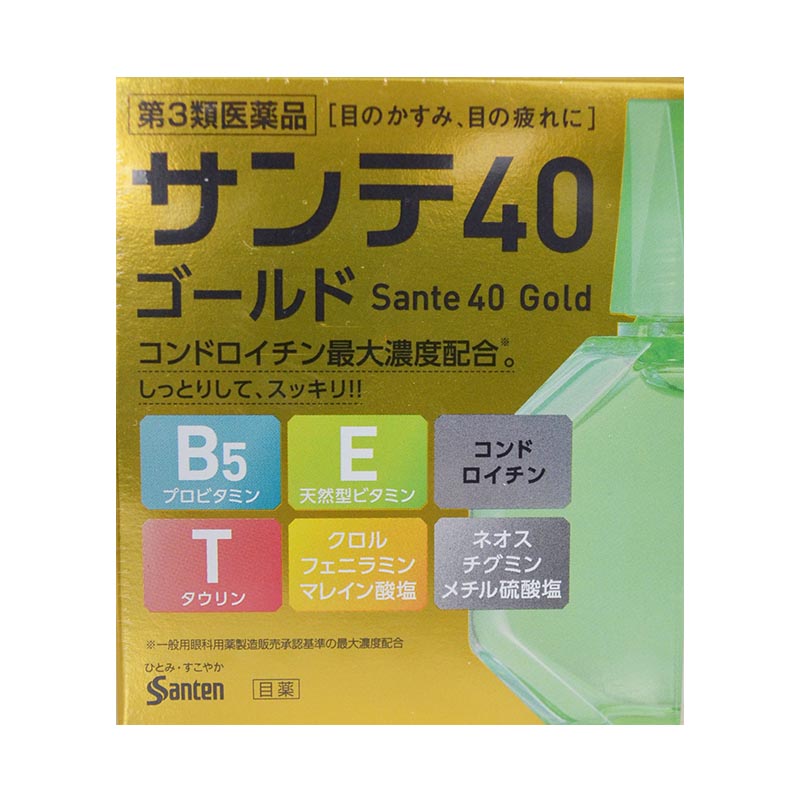 第3類医薬品 [目のかすみ、目の疲れに]
サンテ40
ゴールド Sante 40 Gold
コンドロイチン最大濃度配合※。
しっとりして、スッキリ!!
B5
プロビタミン
E
天然型ビタミン
コンド
ロイチン
T
タウリン
クロル
フェニラミン
マレイン酸塩
ネオス
チグミン
メチル硫酸塩
※一般用眼科用薬製造販売承認基準の最大濃度配合
ひとみ・すこやか
Santen 目薬